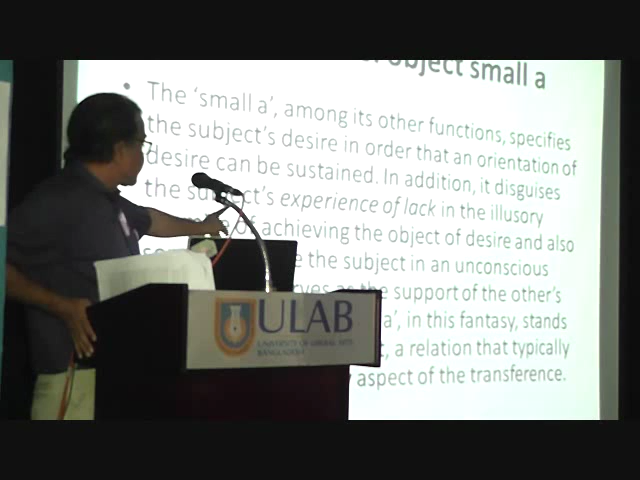 object small a
• The 'small a', among its other functions, specifies
the subject's desire in order that an orientation of
desire can be sustained. In addition, it disguises
the subject's experience of lack in the illusory
of achieving the object of desire and also
the subject in an unconscious
as the support of the other's
a', in this fantasy, stands
a relation that typically
aspect of the transference.
ULAB
UNIVERSITY OF LIBERAL ARTS
BANGLADESH